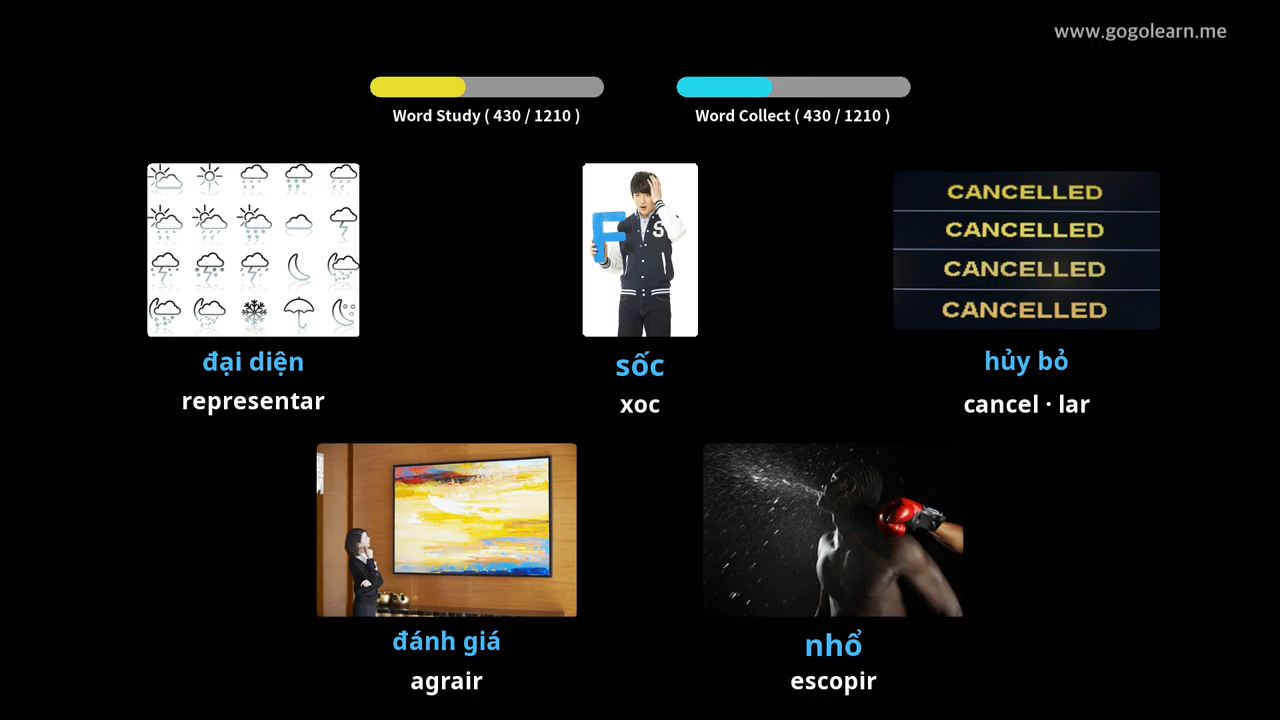 www.gogolearn.me
Word Study ( 430 / 1210 )
Word Collect ( 430 / 1210 )
F
S
CANCELLED
CANCELLED
CANCELLED
CANCELLED
đại diện
sốc
hủy bỏ
representar
xoc
cancel · lar
đánh giá
nhổ
agrair
escopir